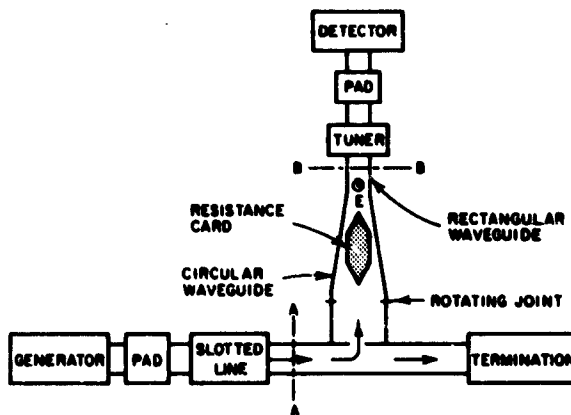 DETECTOR
PAD
TUNER
B B
E
RESISTANCE
CARD
RECTANGULAR
WAVEGUIDE
CIRCULAR
WAVEGUIDE
A
ROTATING JOINT
GENERATOR
PAD
SLOTTED
LINE
TERMINATION
A